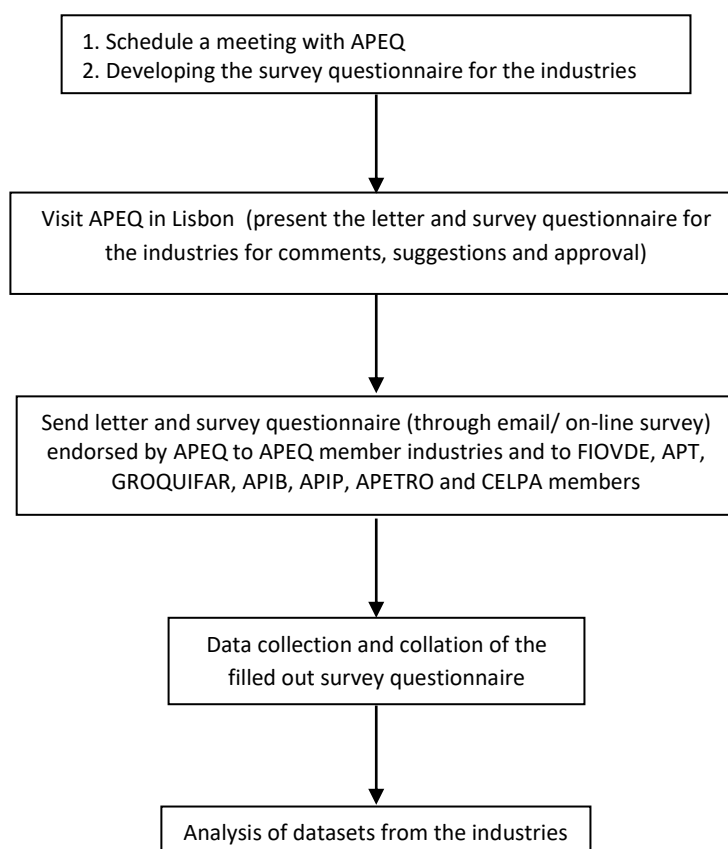 1. Schedule a meeting with APEQ
2. Developing the survey questionnaire for the industries
Visit APEQ in Lisbon (present the letter and survey questionnaire for
the industries for comments, suggestions and approval)
Send letter and survey questionnaire (through email/ on-line survey)
endorsed by APEQ to APEQ member industries and to FIOVDE, APT,
GROQUIFAR, APIB, APIP, APETRO and CELPA members
Data collection and collation of the
filled out survey questionnaire
Analysis of datasets from the industries